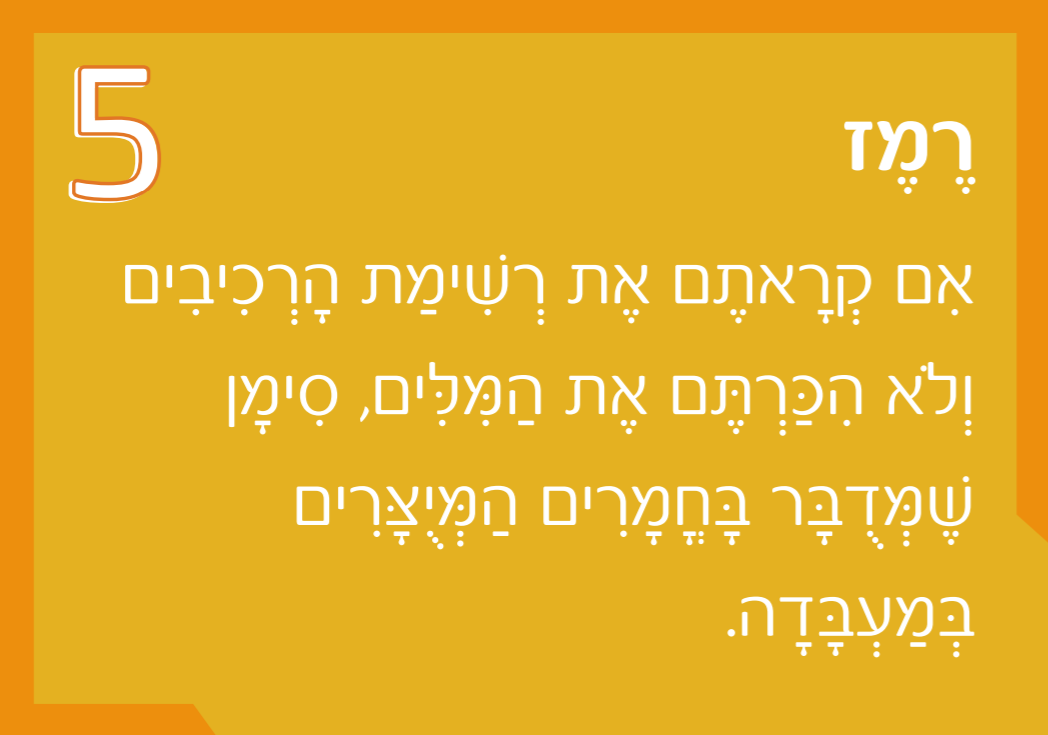 5
רֶמֶז
אִם קְרָאתֶם אֶת רְשִׁימַת הָרְכִיבִים
וְלֹא הִכַּרְתֶּם אֶת הַמִּלִּים, סִימָן
שֶׁמְּדֻבָּר בָּחֳמָרִים הַמְּיֻצָּרִים
בְּמַעְבָּדָה.